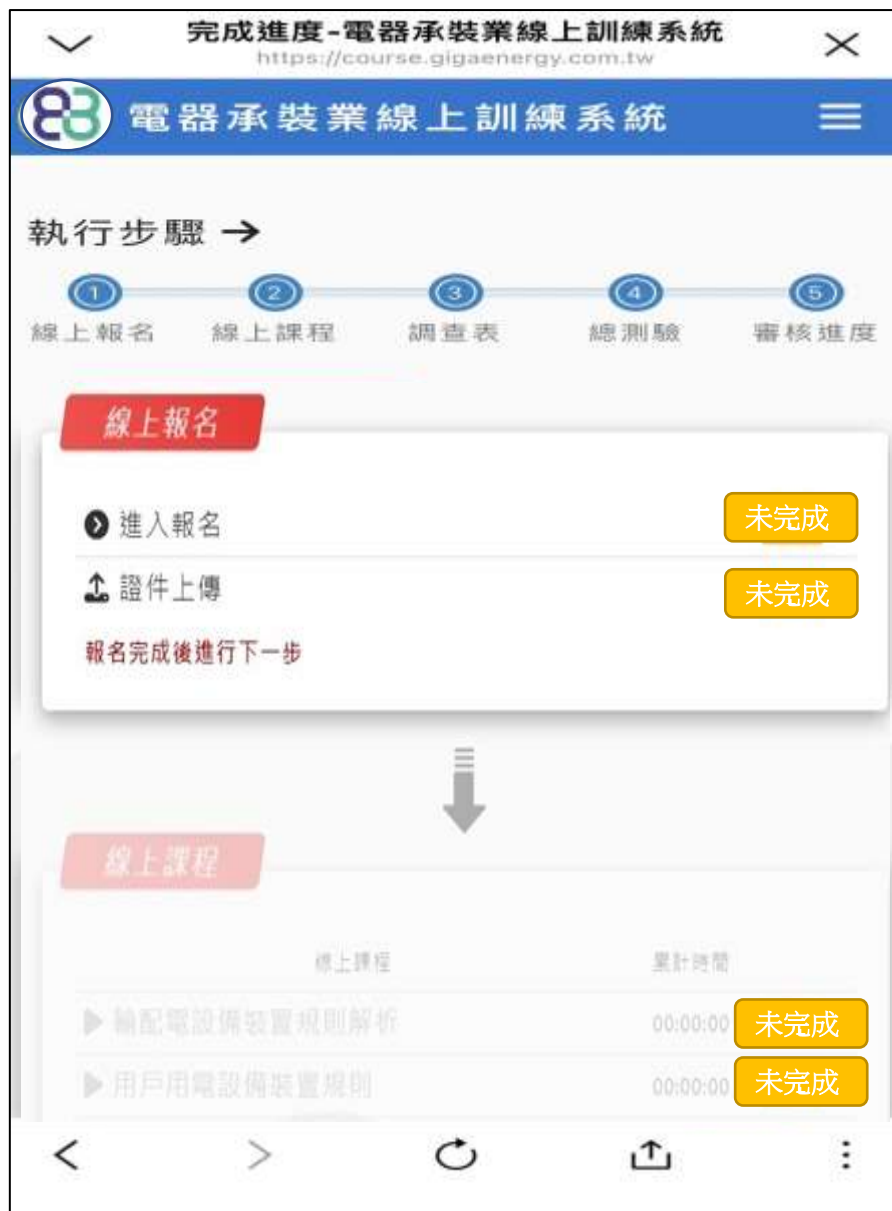 完成進度-電器承裝業線上訓練系統
https://course.gigaenergy.com.tw
電器承裝業線上訓練系統
執行步驟 →
1 2 3 4 5
線上報名 線上課程 調查表 總測驗 審核進度
線上報名
進入報名 未完成
證件上傳 未完成
報名完成後進行下一步
線上課程
線上課程 累計時間
輸配電設備裝置規則解析 00:00:00 未完成
用戶用電設備裝置規則 00:00:00 未完成